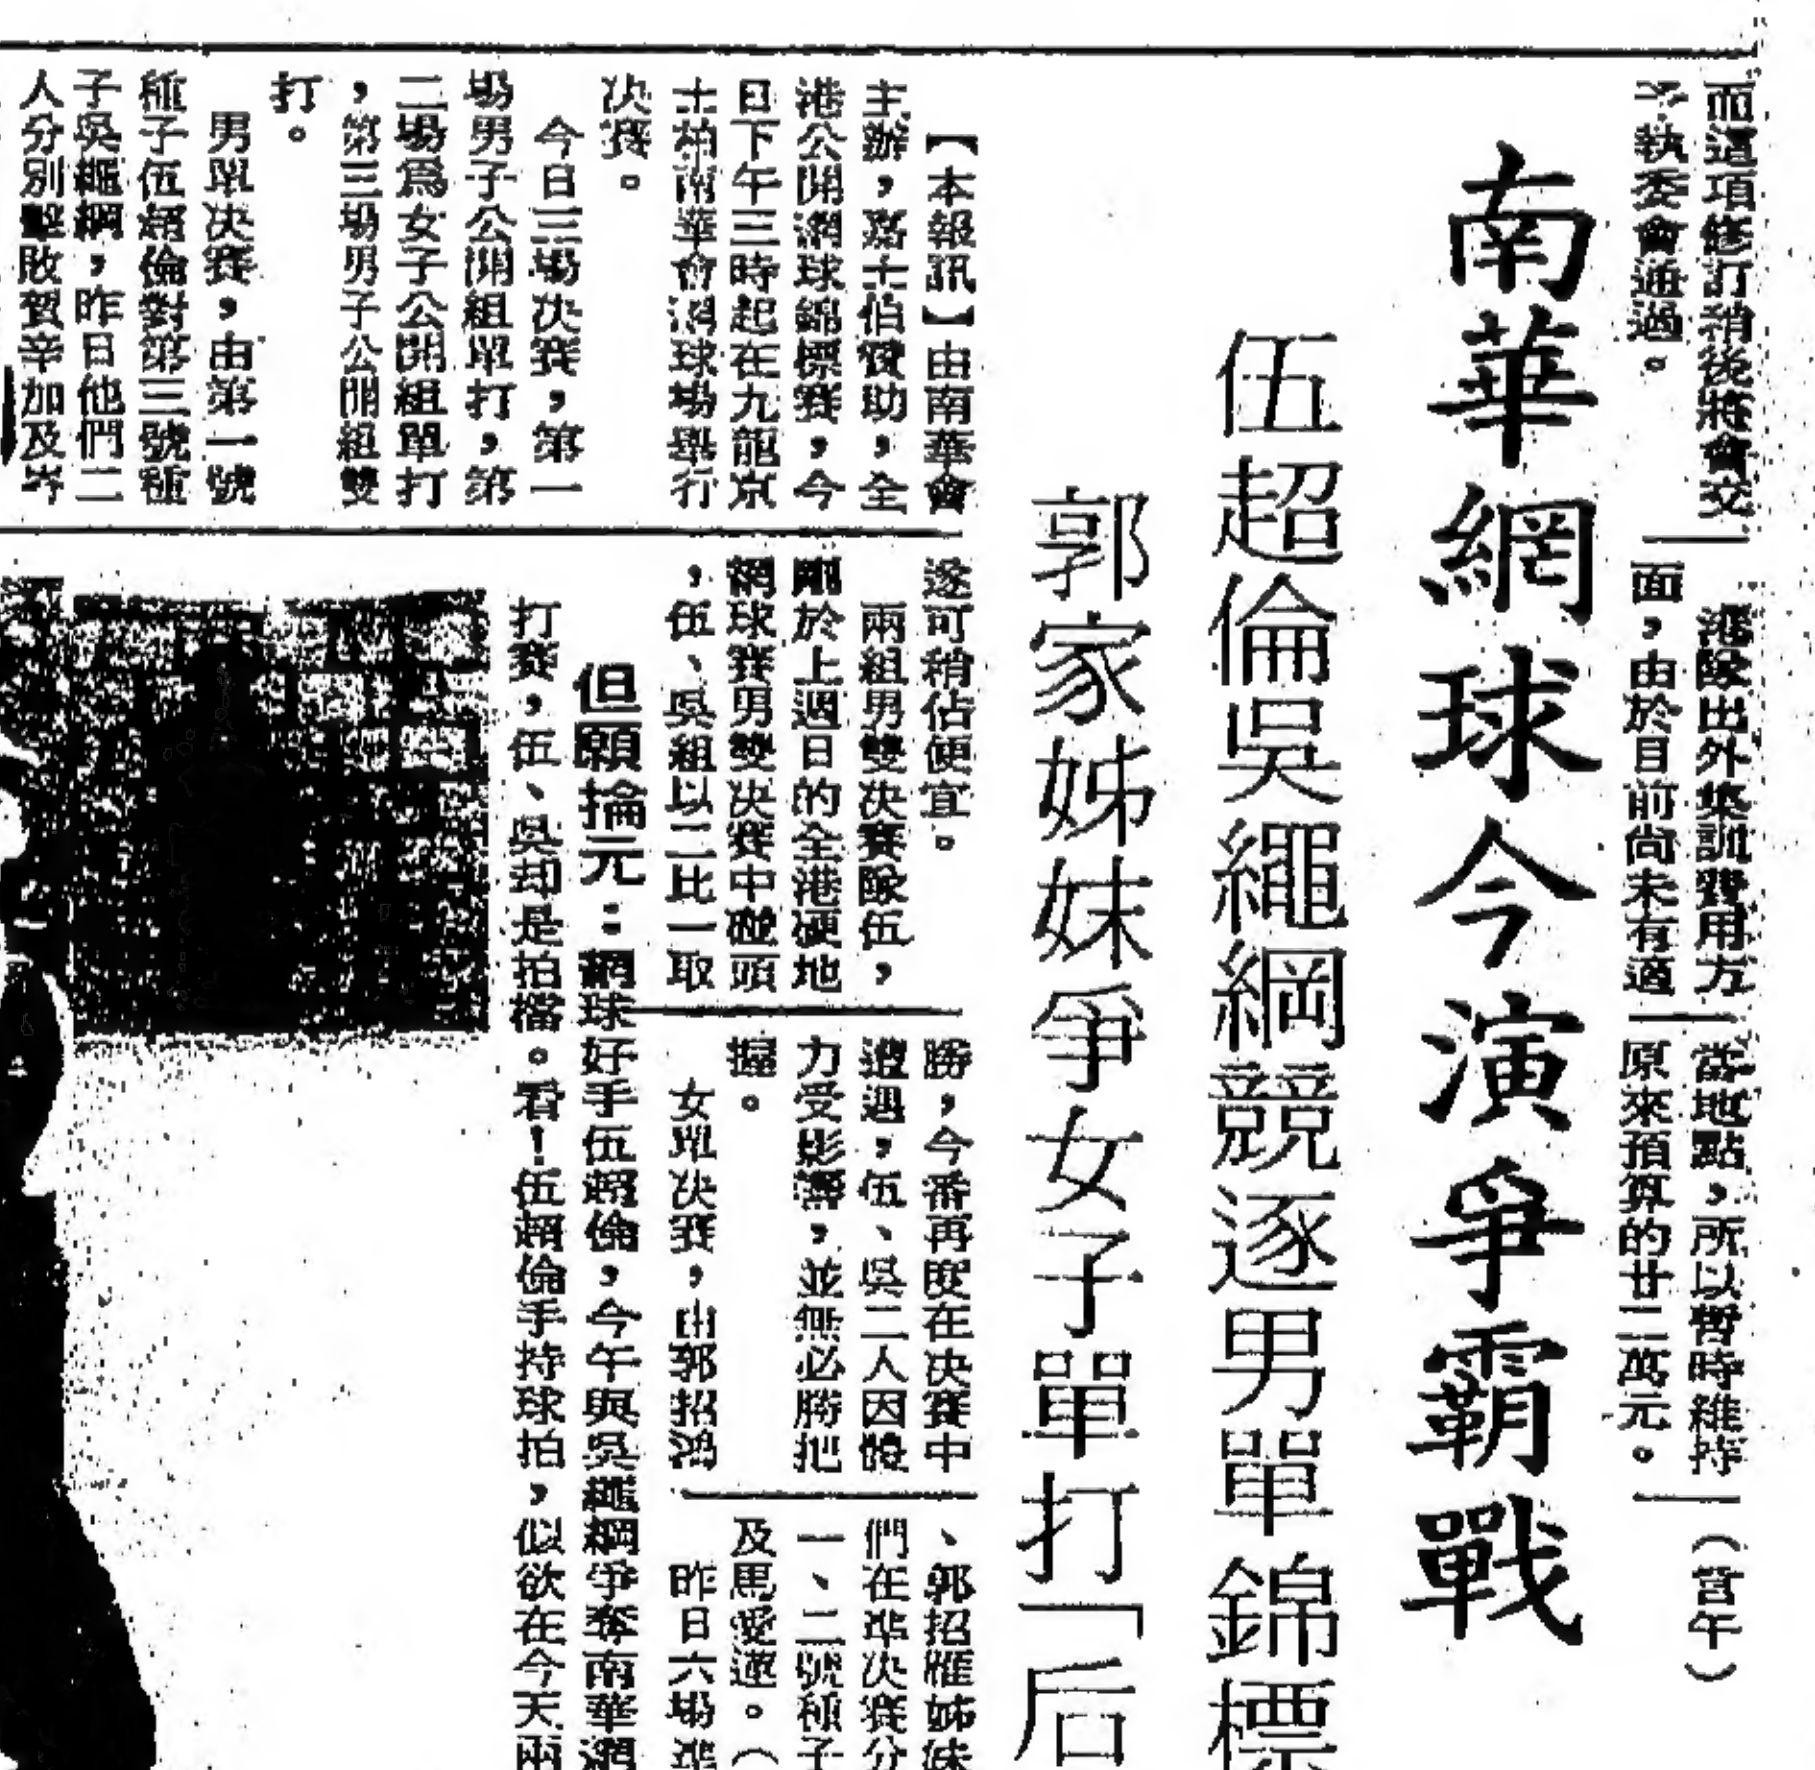 而這項修訂稍後將會交
予執委會通過。
港隊出外集訓費用方
面,由於目前尚未有適
當地點,所以暫時維持
原來預算的廿二萬元。
(營午)
南華網球今演爭霸戰
伍超倫吳繩綱競逐男單錦標
郭家姊妹爭女子單打「后
【本報訊】由南華會
主辦,嘉士伯贊助,全
港公開網球錦標賽,今
日下午三時起在九龍京
士柏南華會網球場舉行
决賽。
今日三場决賽,第一
場男子公開組單打,第
二場爲女子公開組單打
,第三場男子公開組雙
打。
男單决賽,由第一號
種子伍超倫對第三號種
子吳繩綱,昨日他們二
人分別擊敗賀辛加及岑
遂可稍佔便宜。
兩組男雙决賽隊伍,
剛於上週日的全港硬地
網球賽男雙决賽中碰頭
,伍、吳組以二比一取
勝,今番再度在决賽中
遭遇,伍、吳二人因體
力受影響,並無必勝把
握。
女單决賽,由郭招鴻
、郭招雁姊妹
們在準决賽分
一、二號種子
及馬愛蓮。(
昨日六場準
但願掄元:網球好手伍超倫,今午與吳繩綱爭奪南華網
打賽,伍、吳却是拍檔。看!伍超倫手持球拍,似欲在今天兩